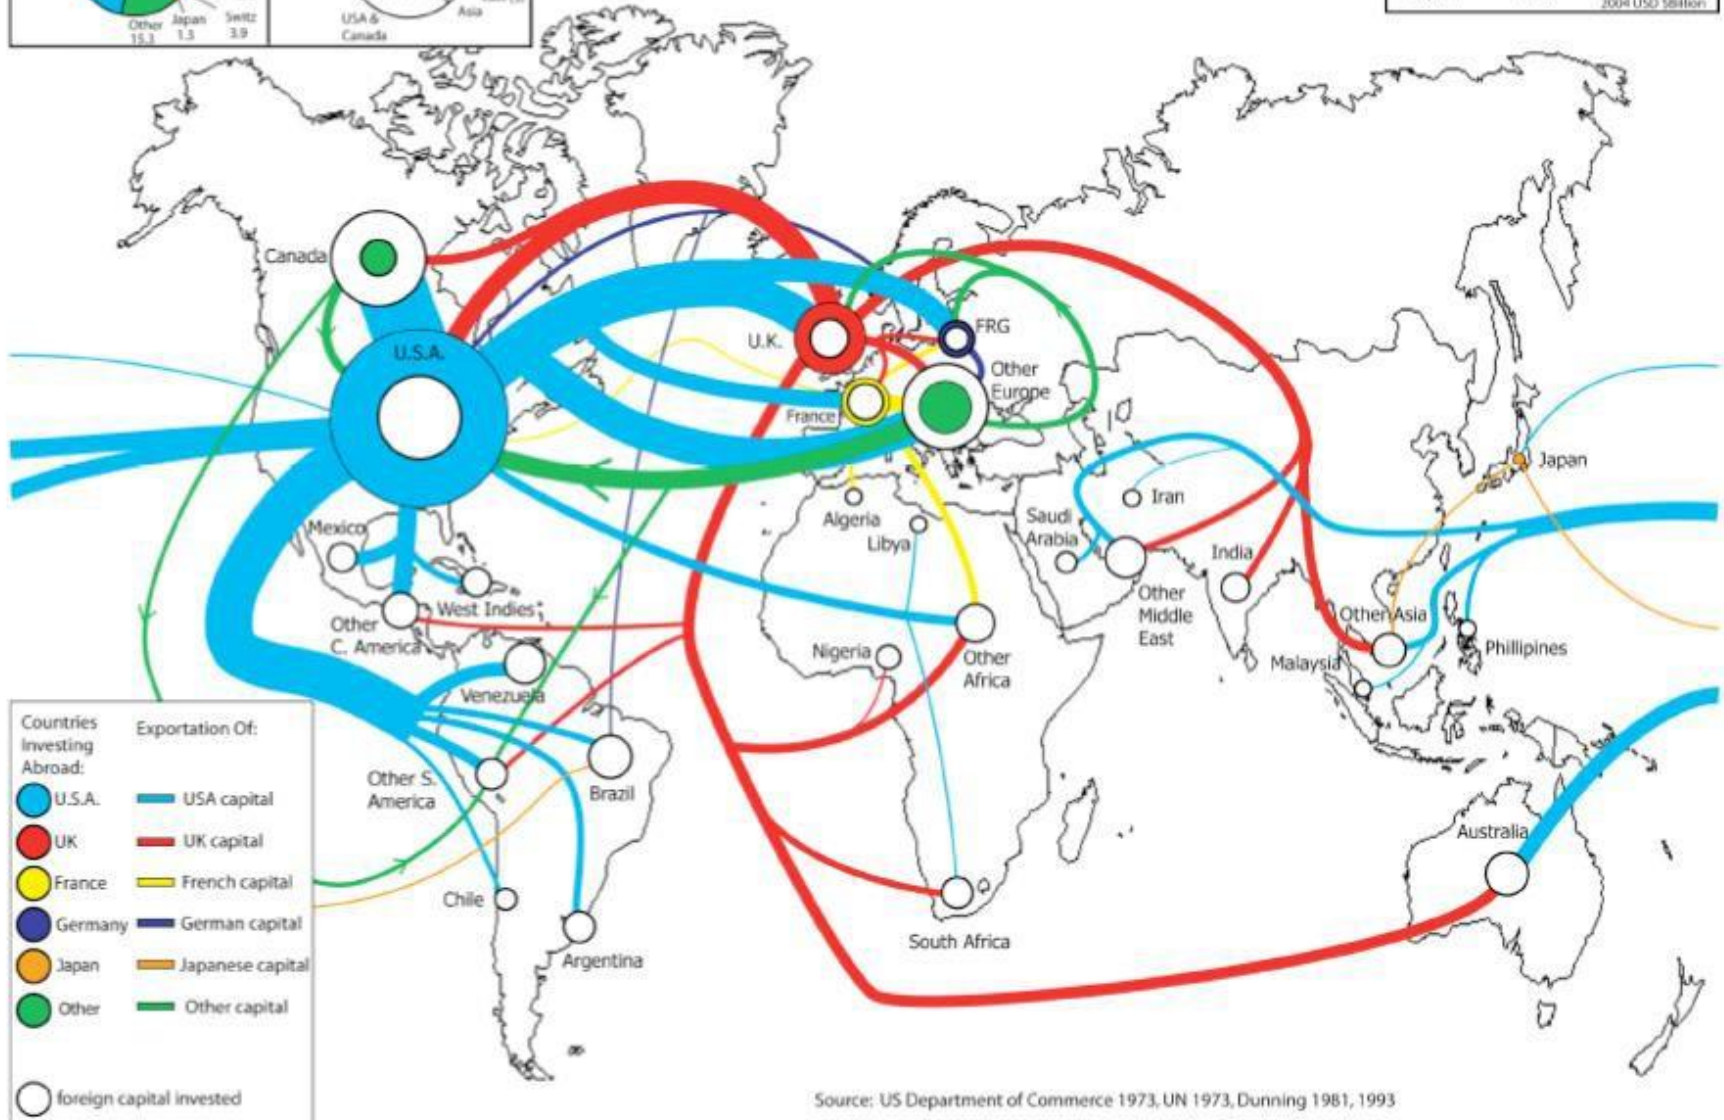 Other
15.3
Japan
1.3
Switz
3.9
USA &
Canada
Asia
2004 USD $Billion
Canada
U.S.A.
U.K.
FRG
Other
Europe
France
Japan
Mexico
Algeria
Libya
Saudi
Arabia
Iran
India
West Indies
Other
C. America
Other
Middle
East
Other Asia
Phillipines
Malaysia
Nigeria
Other
Africa
Venezuela
Countries
Investing
Abroad:
Exportation Of:
U.S.A.
USA capital
UK
UK capital
France
French capital
Germany
German capital
Japan
Japanese capital
Other
Other capital
foreign capital invested
Other S.
America
Brazil
Australia
Chile
South Africa
Argentina
Source: US Department of Commerce 1973, UN 1973, Dunning 1981, 1993